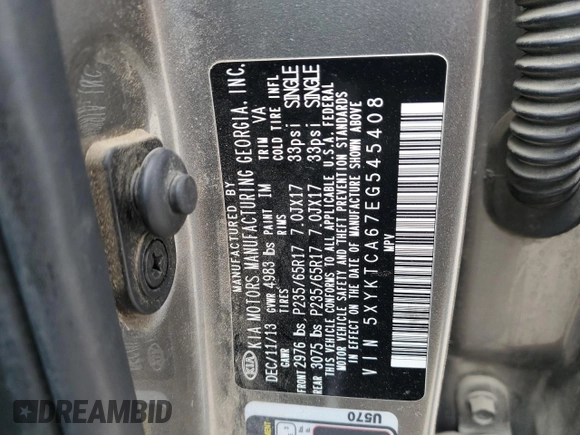 MANUFACTURED BY
KIA KIA MOTORS MANUFACTURING GEORGIA, INC.
DEC/11/13 GVWR 4983 lbs PAINT IM TRIM VA
GAWR TIRES RIMS COLD TIRE INFL
FRONT 2976 lbs, P235/65R17 7.0JX17 33psi SINGLE
REAR 3075 lbs P235/65R17 7.0JX17 33psi SINGLE
THIS VEHICLE CONFORMS TO ALL APPLICABLE U.S.A. FEDERAL
MOTOR VEHICLE SAFETY AND THEFT PREVENTION STANDARDS
IN EFFECT ON THE DATE OF MANUFACTURE SHOWN ABOVE
VIN 5XYKTCA67EG545408
MPV
U570
DREAMBID
.com